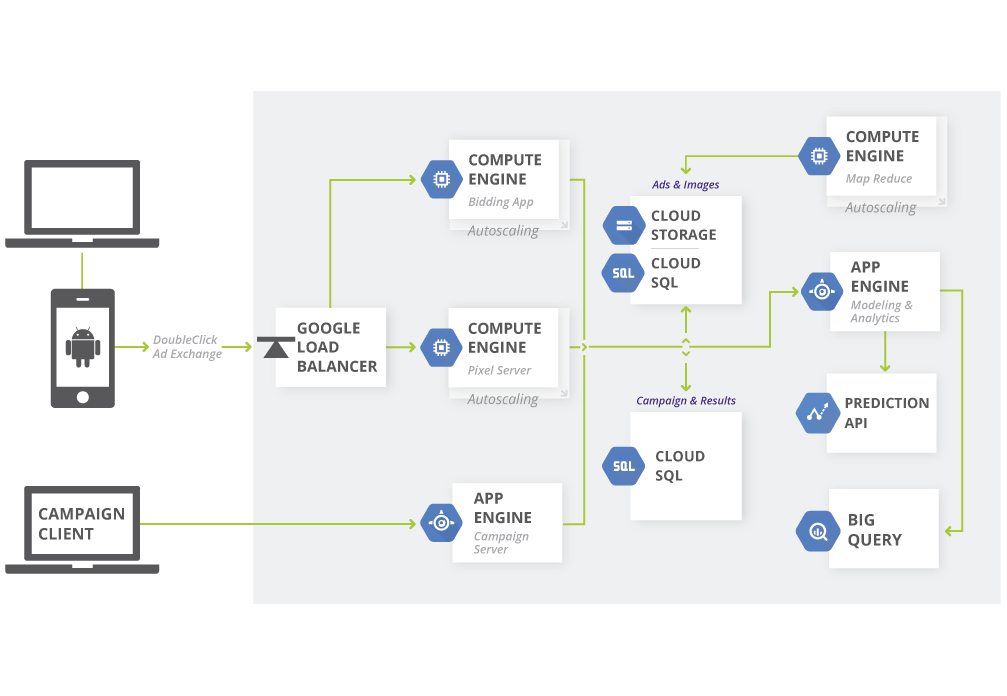 COMPUTE
ENGINE
Bidding App
Autoscaling
Ads & Images
CLOUD
STORAGE
SQL
CLOUD
SQL
COMPUTE
ENGINE
Map Reduce
Autoscaling
DoubleClick
Ad Exchange
GOOGLE
LOAD
BALANCER
COMPUTE
ENGINE
Pixel Server
Autoscaling
APP
ENGINE
Modeling &
Analytics
Campaign & Results
SQL
CLOUD
SQL
PREDICTION
API
CAMPAIGN
CLIENT
APP
ENGINE
Campaign
Server
BIG
QUERY